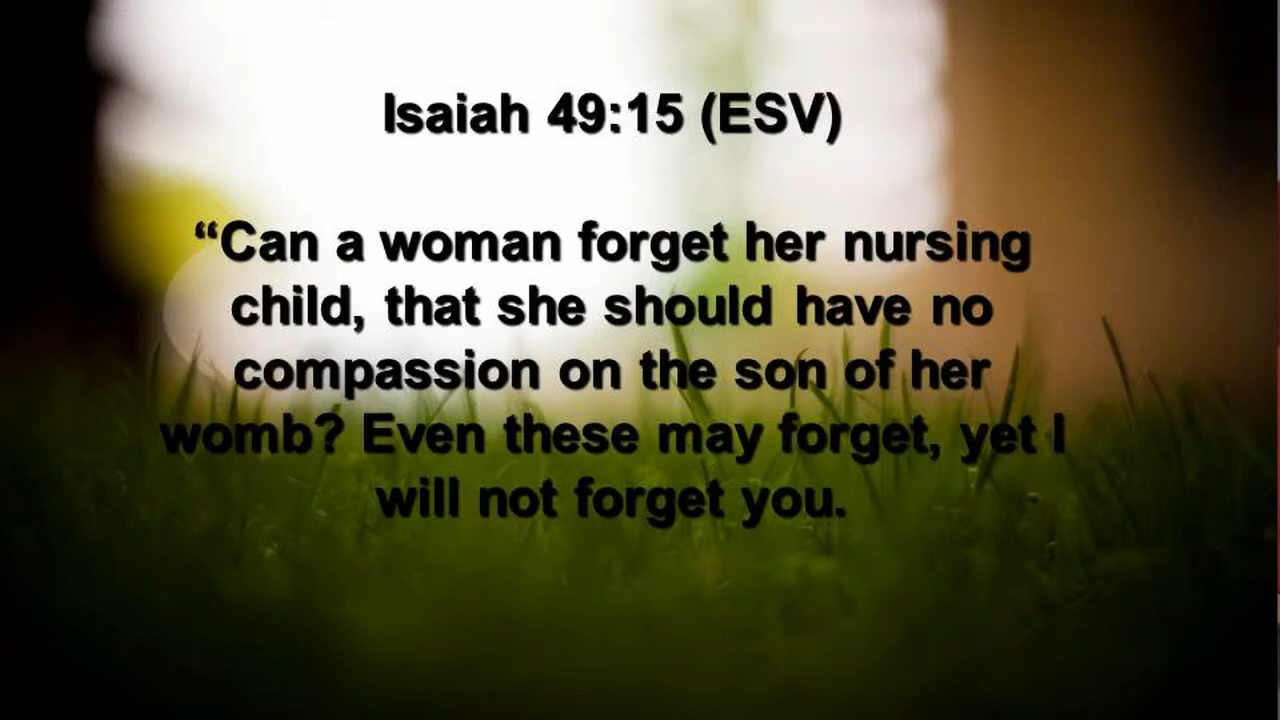 Isaiah 49:15 (ESV)
“Can a woman forget her nursing
child, that she should have no
compassion on the son of her
womb? Even these may forget, yet I
will not forget you.